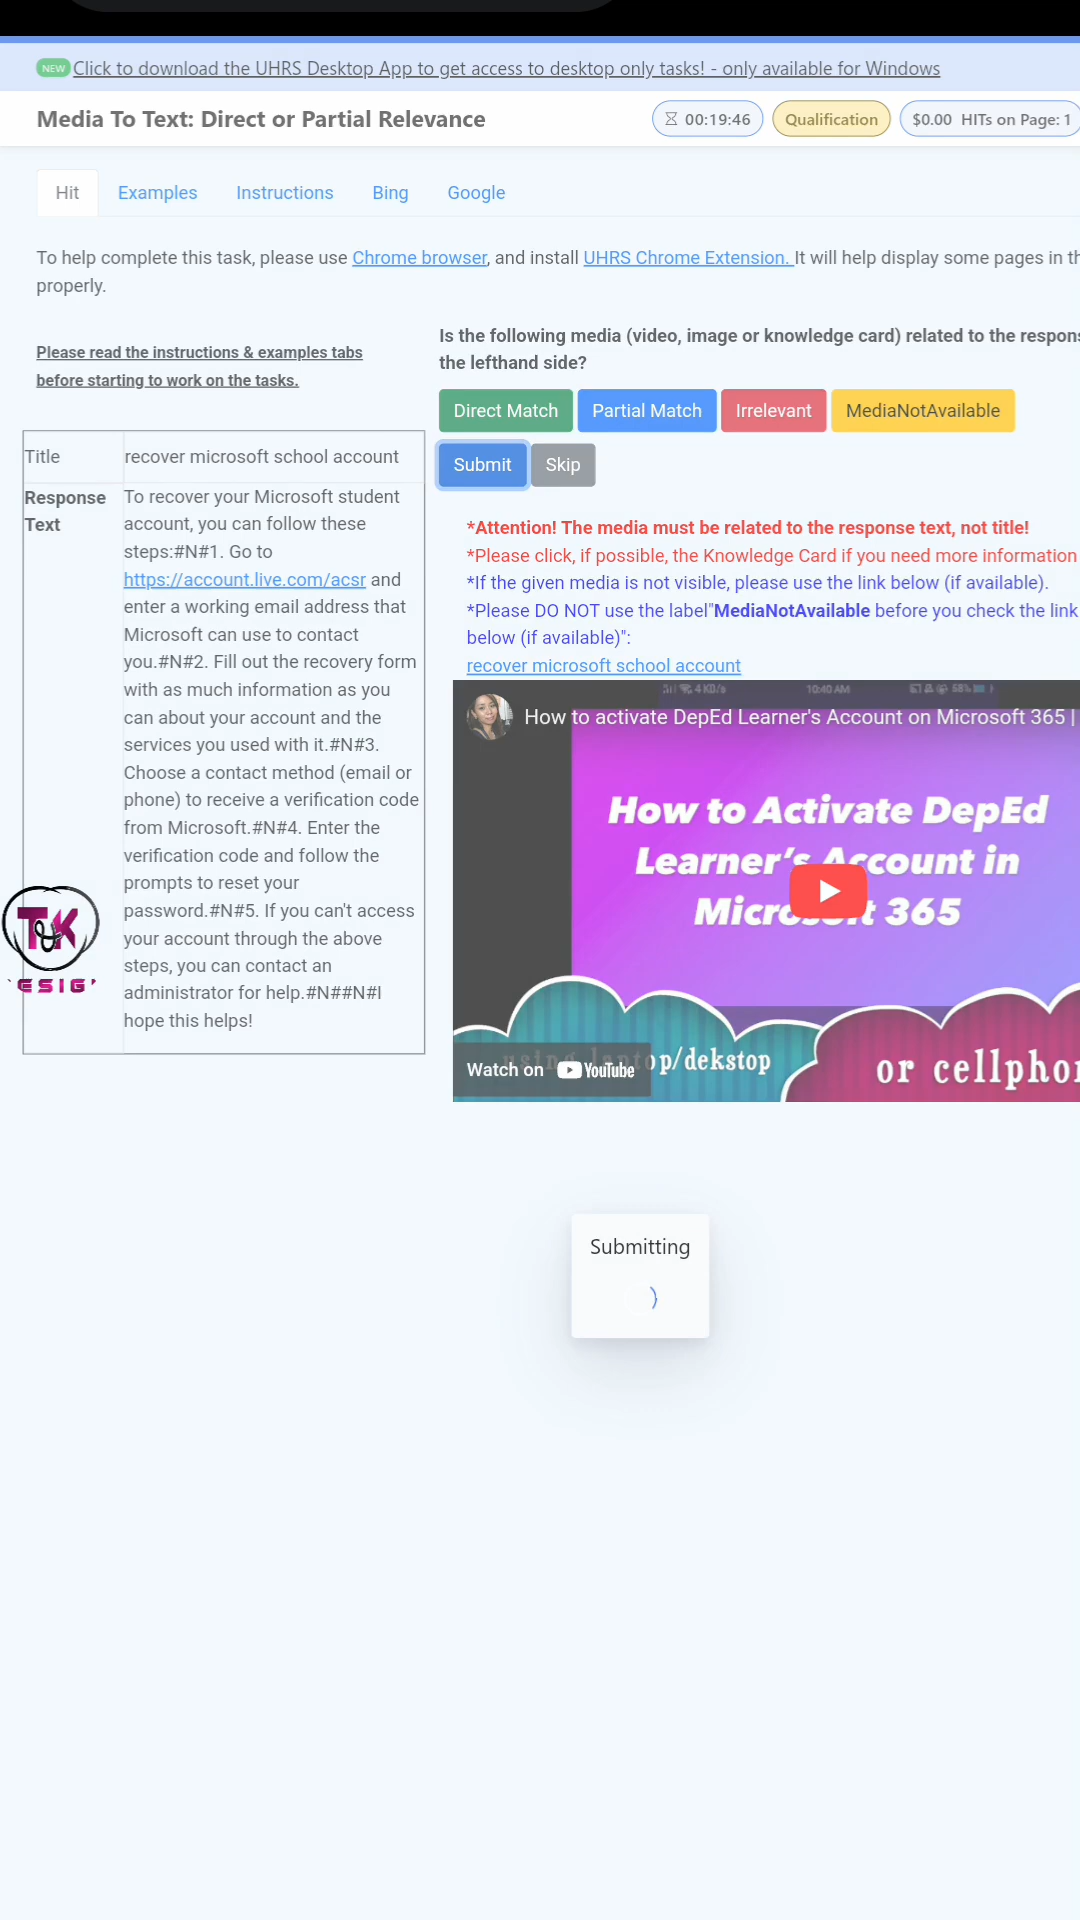 NEW Click to download the UHRS Desktop App to get access to desktop only tasks! - only available for Windows
Media To Text: Direct or Partial Relevance
00:19:46
Qualification
$0.00 HITs on Page: 1
Hit
Examples
Instructions
Bing
Google
To help complete this task, please use Chrome browser, and install UHRS Chrome Extension. It will help display some pages in
properly.
Please read the instructions & examples tabs
before starting to work on the tasks.
Title
recover microsoft school account
Response
Text
To recover your Microsoft student
account, you can follow these
steps:#N#1. Go to
https://account.live.com/acsr and
enter a working email address that
Microsoft can use to contact
you.#N#2. Fill out the recovery form
with as much information as you
can about your account and the
services you used with it.#N#3.
Choose a contact method (email or
phone) to receive a verification code
from Microsoft.#N#4. Enter the
verification code and follow the
prompts to reset your
password.#N#5. If you can't access
your account through the above
steps, you can contact an
administrator for help.#N##N#I
hope this helps!
Is the following media (video, image or knowledge card) related to the
the lefthand side?
Direct Match
Partial Match
Irrelevant
MediaNotAvailable
Submit
Skip
*Attention! The media must be related to the response text, not title!
*Please click, if possible, the Knowledge Card if you need more information
*If the given media is not visible, please use the link below (if available).
*Please DO NOT use the label"MediaNotAvailable before you check the link
below (if available)":
recover microsoft school account
4 KB/s
10:40 AM
58%
How to activate DepEd Learner's Account on Microsoft 365 |
How to Activate DepEd
Learner's Account in
Microsoft 365
using laptop/dekstop
or
Watch on YouTube
Submitting